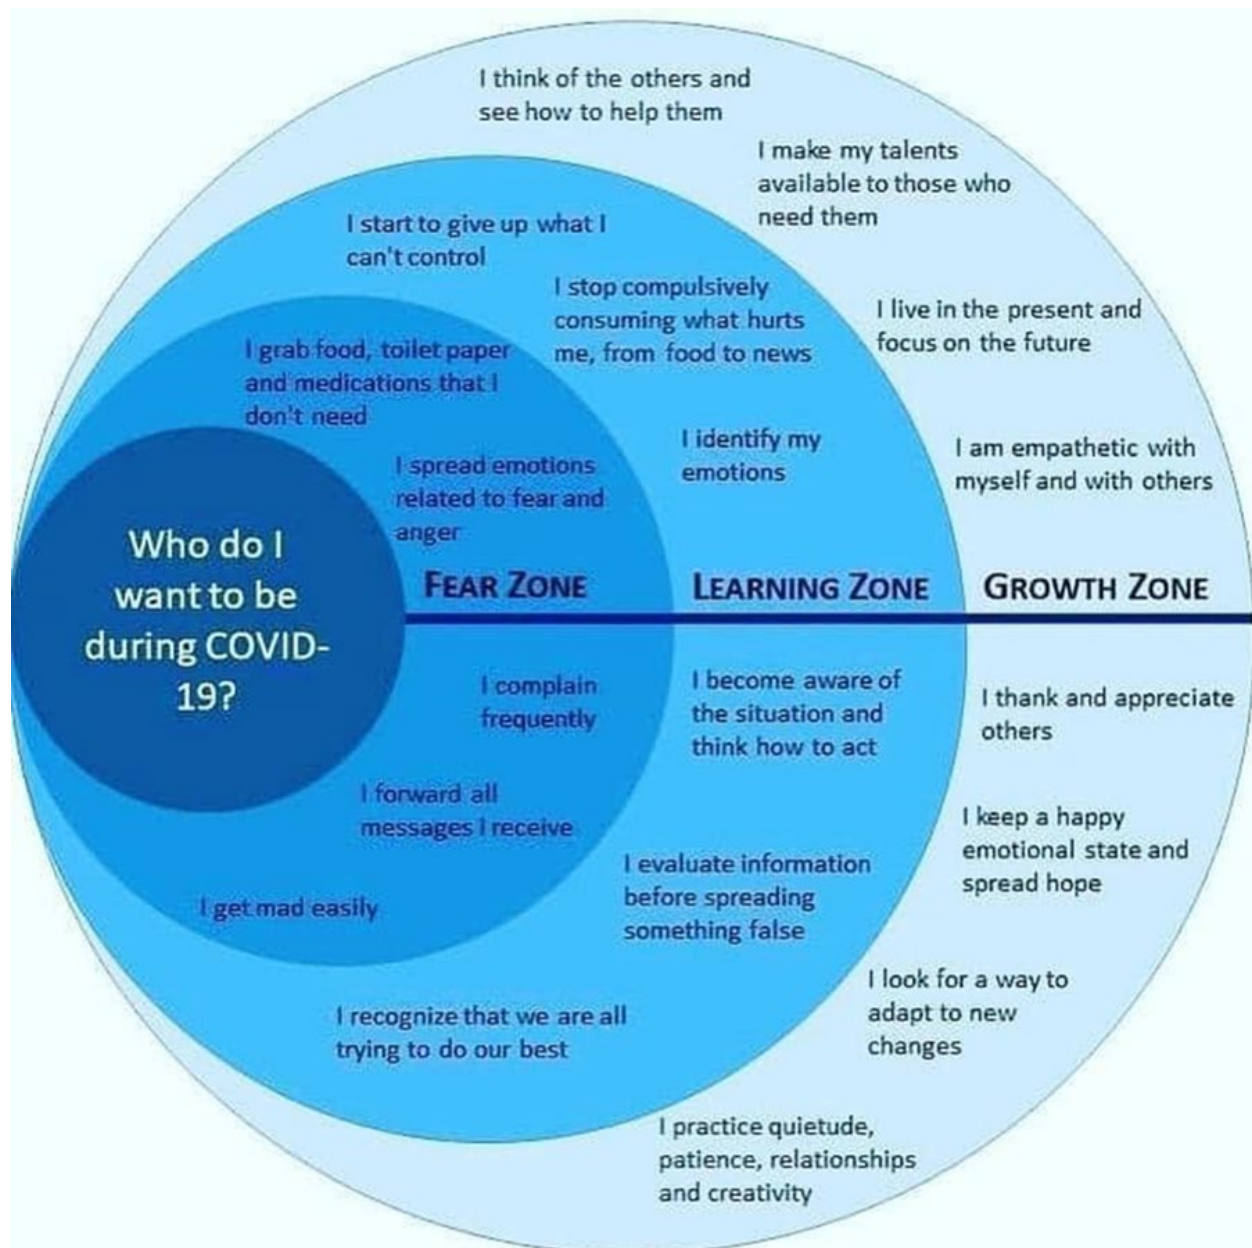 I think of the others and
see how to help them
I make my talents
available to those who
need them
I start to give up what I
can't control
I stop compulsively
consuming what hurts
me, from food to news
I live in the present and
focus on the future
I grab food, toilet paper
and medications that I
don't need
I identify my
emotions
I am empathetic with
myself and with others
I spread emotions
related to fear and
anger
Who do I
want to be
during COVID-
19?
FEAR ZONE
LEARNING ZONE
GROWTH ZONE
I complain
frequently
I become aware of
the situation and
think how to act
I thank and appreciate
others
I forward all
messages I receive
I keep a happy
emotional state and
spread hope
I evaluate information
before spreading
something false
I get mad easily
I look for a way to
adapt to new
changes
I recognize that we are all
trying to do our best
I practice quietude,
patience, relationships
and creativity